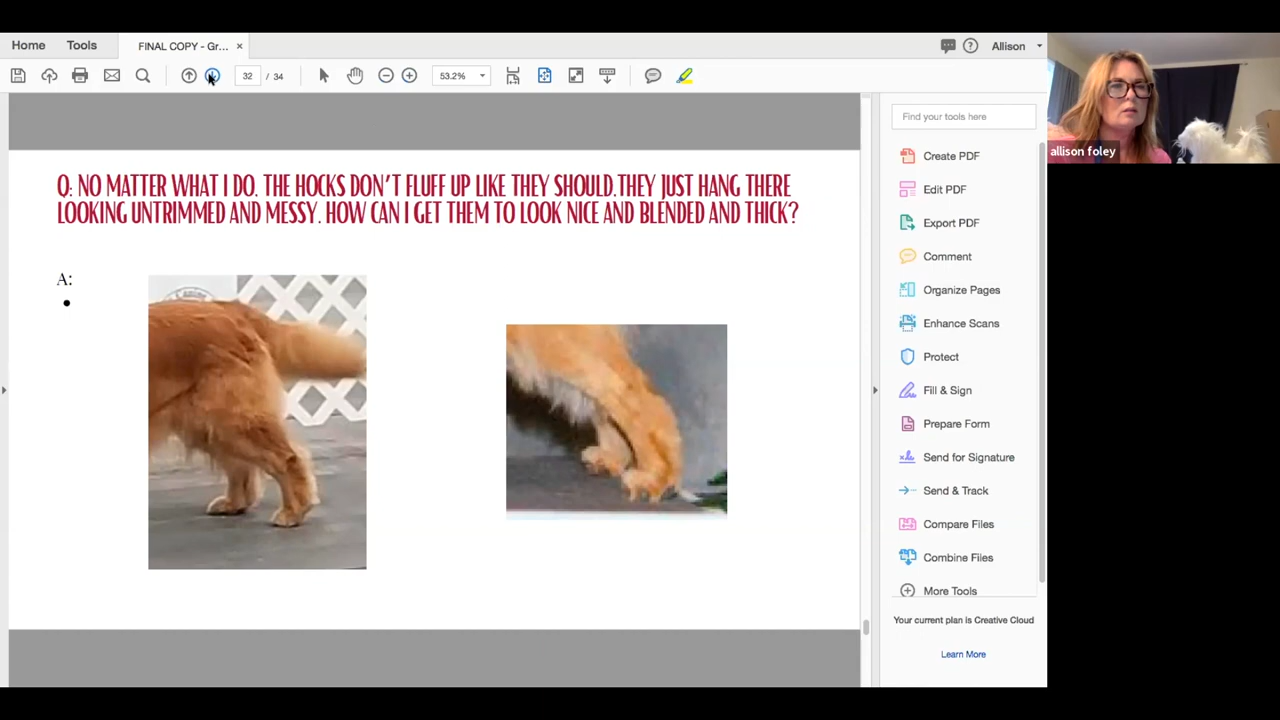 Home
Tools
FINAL COPY - Gr... ×
Allison
32 / 34
53.2%
Find your tools here
allison foley
Create PDF
Edit PDF
Export PDF
Comment
Organize Pages
Enhance Scans
Protect
Fill & Sign
Prepare Form
Send for Signature
Send & Track
Compare Files
Combine Files
More Tools
Your current plan is Creative Cloud
Learn More
Q: NO MATTER WHAT I DO. THE HOCKS DON'T FLUFF UP LIKE THEY SHOULD.THEY JUST HANG THERE
LOOKING UNTRIMMED AND MESSY. HOW CAN I GET THEM TO LOOK NICE AND BLENDED AND THICK?
A:
•